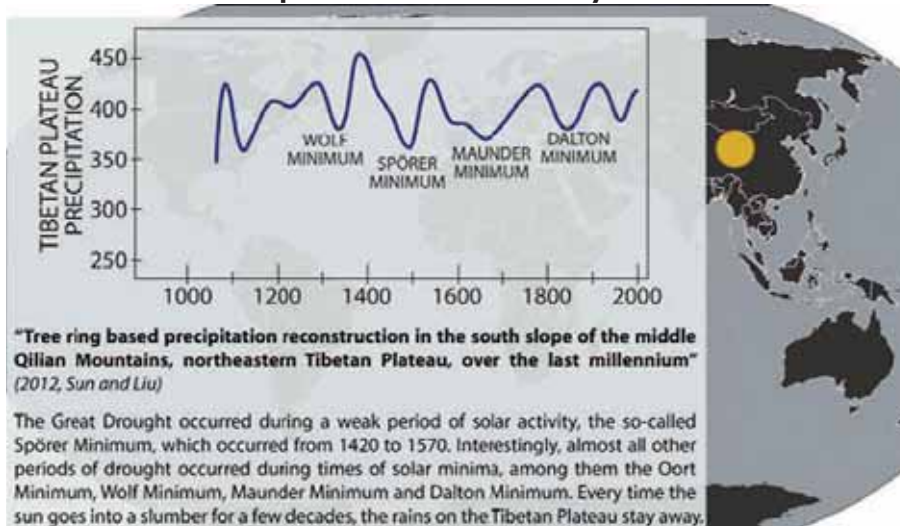 450
400
350
300
250
TIBETAN PLATEAU
PRECIPITATION
WOLF
MINIMUM
SPÖRER
MINIMUM
MAUNDER
MINIMUM
DALTON
MINIMUM
1000 1200 1400 1600 1800 2000
"Tree ring based precipitation reconstruction in the south slope of the middle
Qilian Mountains, northeastern Tibetan Plateau, over the last millennium"
(2012, Sun and Liu)
The Great Drought occurred during a weak period of solar activity, the so-called
Spörer Minimum, which occurred from 1420 to 1570. Interestingly, almost all other
periods of drought occurred during times of solar minima, among them the Oort
Minimum, Wolf Minimum, Maunder Minimum and Dalton Minimum. Every time the
sun goes into a slumber for a few decades, the rains on the Tibetan Plateau stay away.